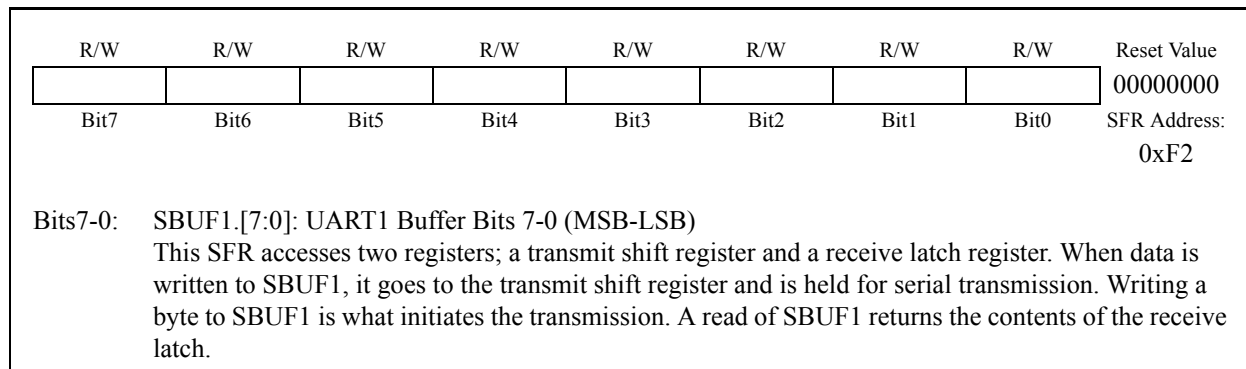 R/W R/W R/W R/W R/W R/W R/W R/W Reset Value
00000000
Bit7 Bit6 Bit5 Bit4 Bit3 Bit2 Bit1 Bit0 SFR Address:
0xF2
Bits7-0: SBUF1.[7:0]: UART1 Buffer Bits 7-0 (MSB-LSB)
This SFR accesses two registers; a transmit shift register and a receive latch register. When data is
written to SBUF1, it goes to the transmit shift register and is held for serial transmission. Writing a
byte to SBUF1 is what initiates the transmission. A read of SBUF1 returns the contents of the receive
latch.